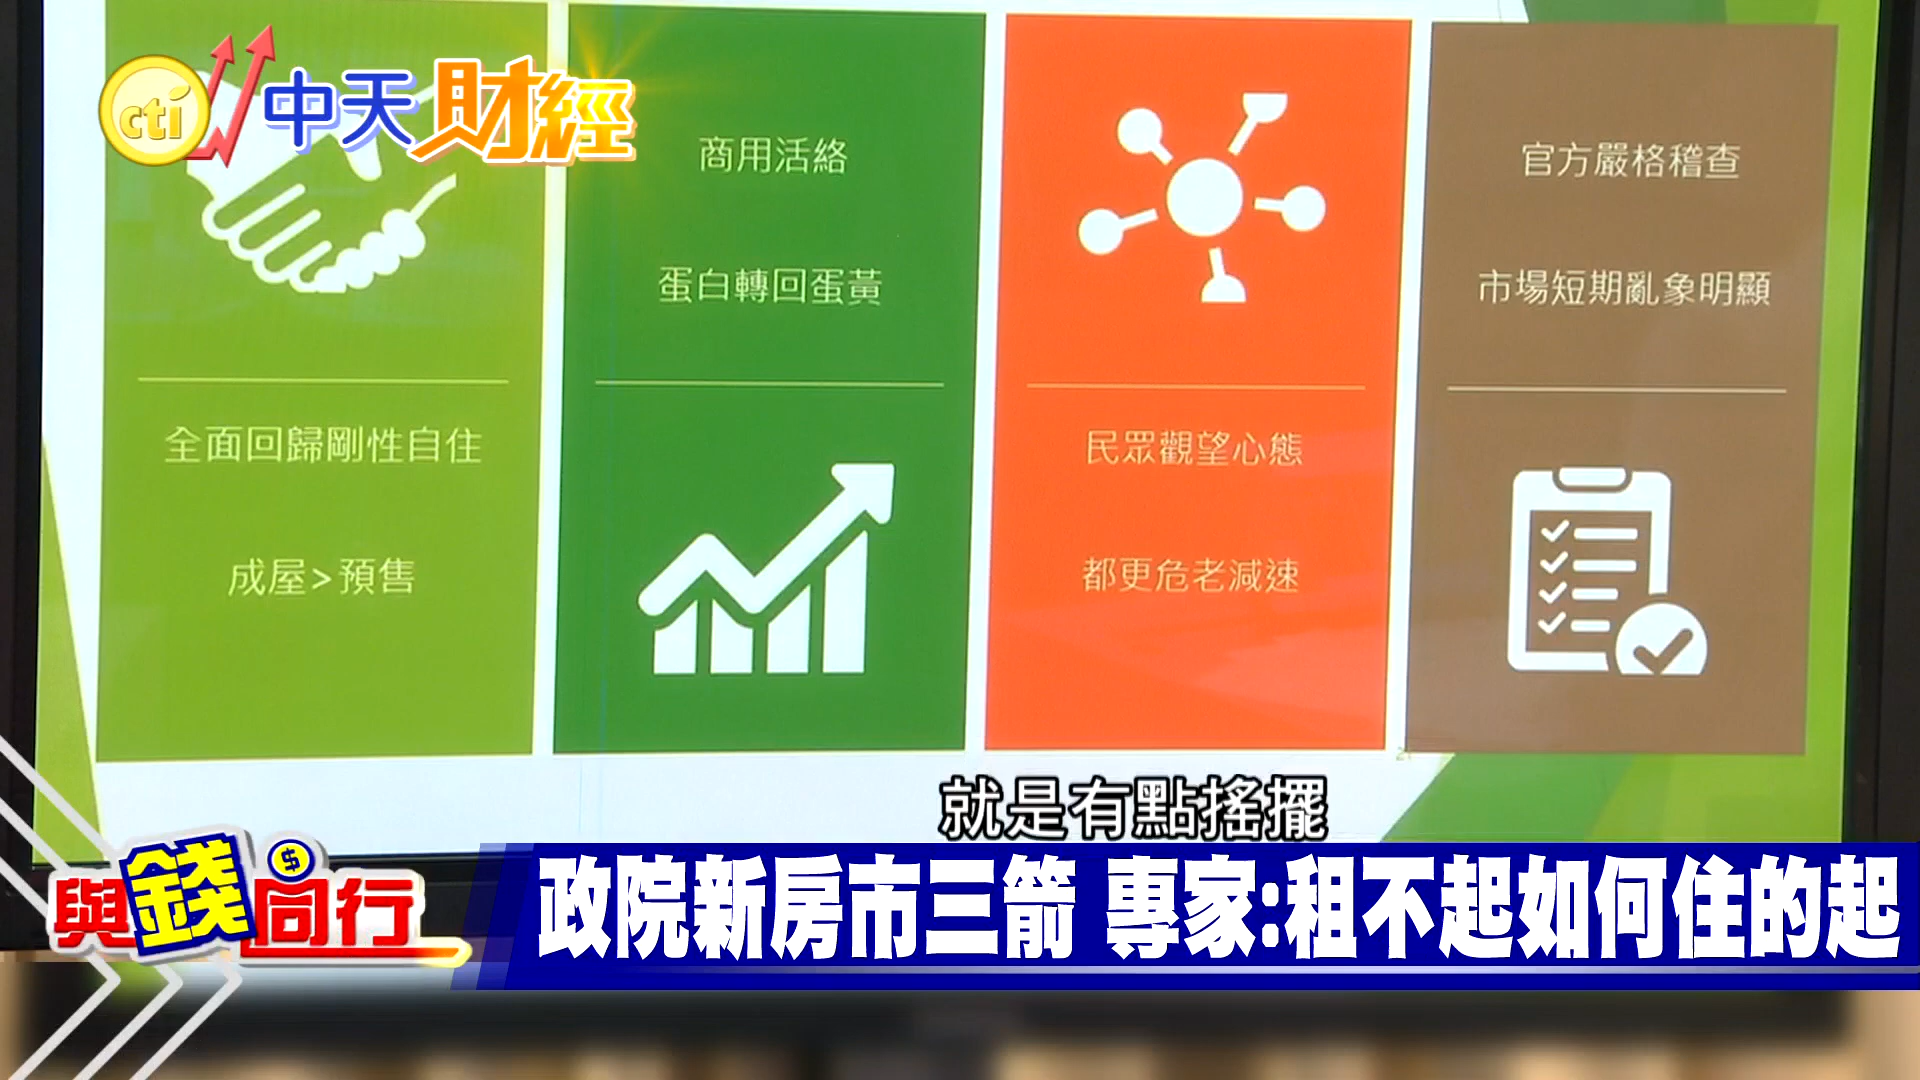 cti 中天財經
商用活絡
蛋白轉回蛋黃
官方嚴格稽查
市場短期亂象明顯
全面回歸剛性自住
成屋>預售
民眾觀望心態
都更危老減速
就是有點搖擺
與錢同行
政院新房市三箭 專家:租不起如何住的起